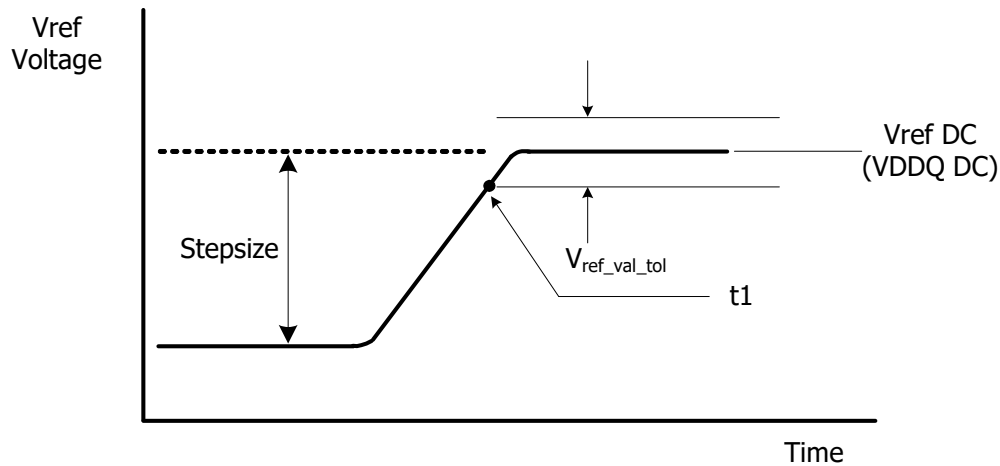 Vref
Voltage
Vref DC
(VDDQ DC)
Stepsize
Vref_val_tol
t1
Time